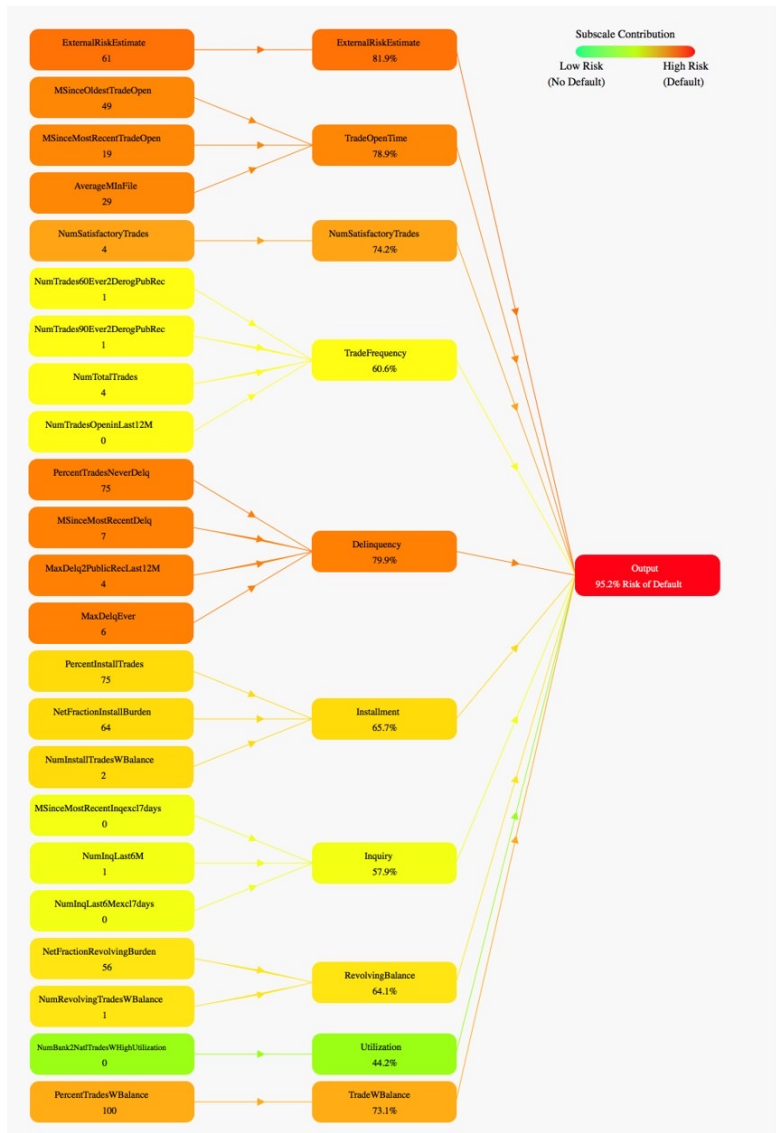 ExternalRiskEstimate
61
MSinceOldestTradeOpen
49
MSinceMostRecentTradeOpen
19
AverageMInFile
29
NumSatisfactoryTrades
4
NumTrades60Ever2DerogPubRec
1
NumTrades90Ever2DerogPubRec
1
NumTotalTrades
4
NumTradesOpeninLast12M
0
PercentTradesNeverDelq
75
MSinceMostRecentDelq
7
MaxDelq2PublicRecLast12M
4
MaxDelqEver
6
PercentInstallTrades
75
NetFractionInstallBurden
64
NumInstallTradesWBalance
2
MSinceMostRecentInqexcl7days
0
NumInqLast6M
1
NumInqLast6Mexcl7days
0
NetFractionRevolvingBurden
56
NumRevolvingTradesWBalance
1
NumBank2NatlTradesWHighUtilization
0
PercentTradesWBalance
100
ExternalRiskEstimate
81.9%
TradeOpenTime
78.9%
NumSatisfactoryTrades
74.2%
TradeFrequency
60.6%
Delinquency
79.9%
Installment
65.7%
Inquiry
57.9%
RevolvingBalance
64.1%
Utilization
44.2%
TradeWBalance
73.1%
Subscale Contribution
Low Risk High Risk
(No Default) (Default)
Output
95.2% Risk of Default